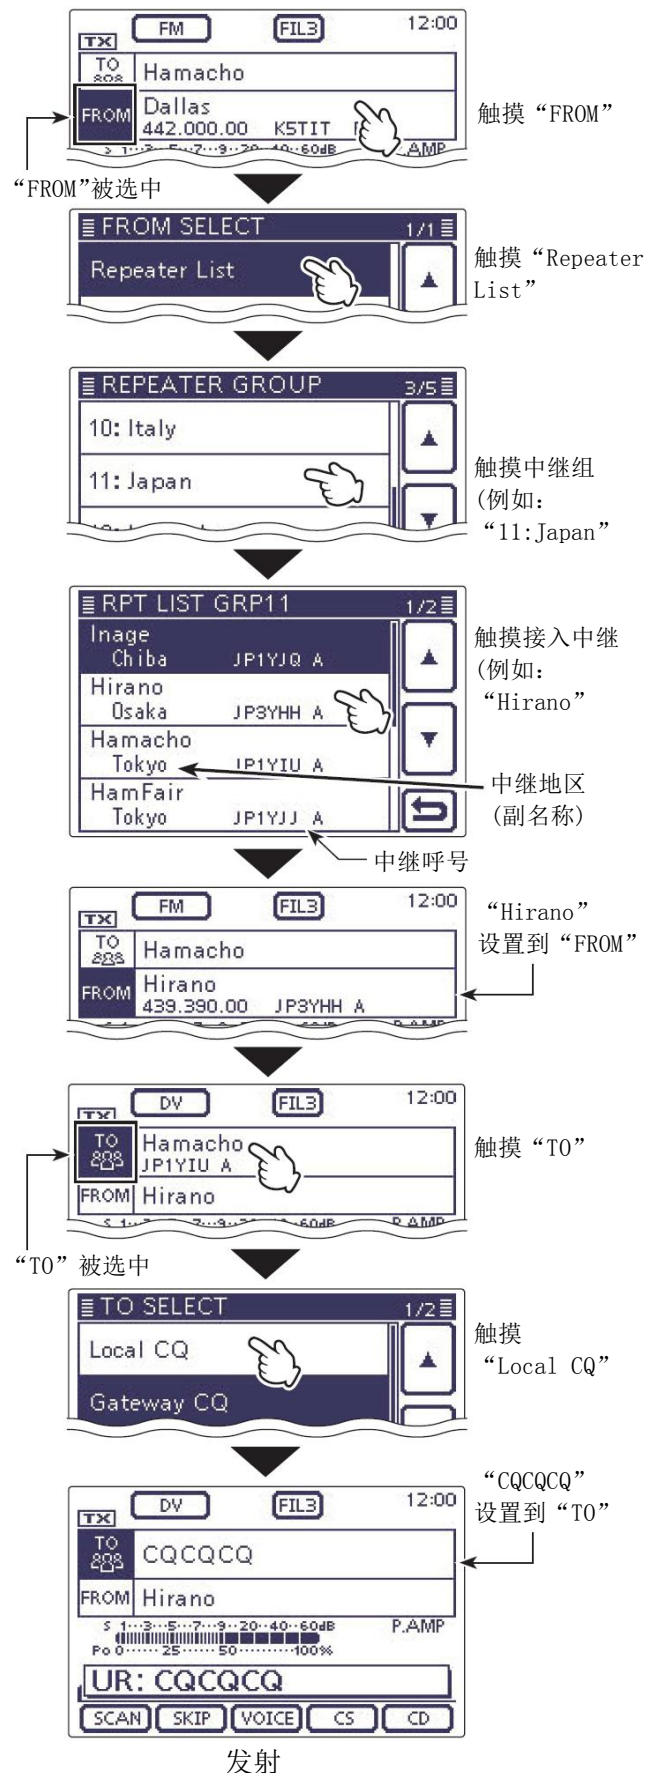 FM
FIL3
12:00
TX
TO
Hamacho
FROM
Dallas
442.000.00 K5TIT
S 1···3···5···7···9··20··40··60dB
触摸“FROM”
“FROM”被选中
FROM SELECT
1/1
Repeater List
触摸“Repeater
List”
REPEATER GROUP
3/5
10: Italy
11: Japan
触摸中继组
(例如:
“11:Japan”
RPT LIST GRP11
1/2
Inage
Chiba JP1YJQ A
Hirano
Osaka JP3YHH A
Hamacho
Tokyo JP1YIU A
HamFair
Tokyo JP1YJJ A
触摸接入中继
(例如:
“Hirano”
中继地区
(副名称)
中继呼号
FM
FIL3
12:00
TX
TO
Hamacho
FROM
Hirano
439.390.00 JP3YHH A
“Hirano”
设置到“FROM”
DV
FIL3
12:00
TX
TO
Hamacho
JP1YIU A
FROM
Hirano
触摸“TO”
“TO”被选中
TO SELECT
1/2
Local CQ
Gateway CQ
触摸
“Local CQ”
“CQCQCQ”
设置到“TO”
DV
FIL3
12:00
TX
TO
CQCQCQ
FROM
Hirano
S 1···3···5···7···9··20··40··60dB
P.AMP
Po 0······25······50···········100%
UR: CQCQCQ
SCAN SKIP VOICE CS CD
发射